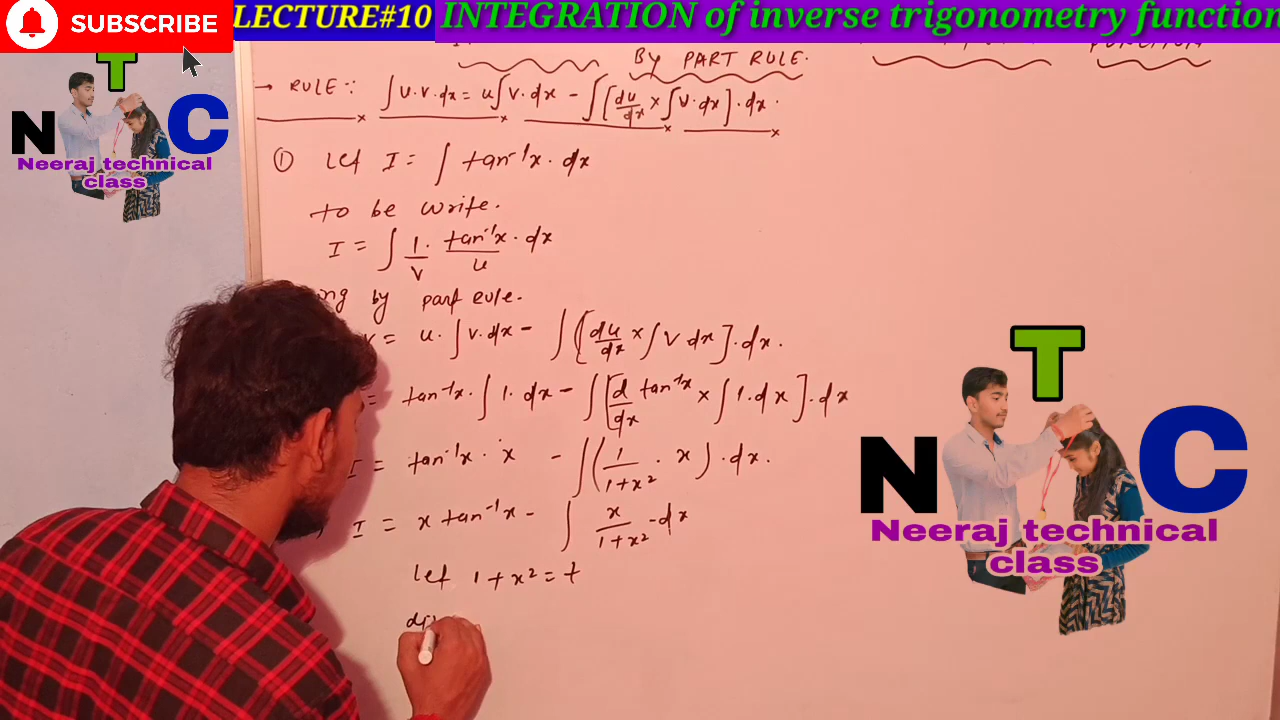 SUBSCRIBE
LECTURE#10 INTEGRATION of inverse trigonometry function
BY PART RULE.
→ RULE :: ∫u.v.dx = u∫v.dx - ∫[du/dx × ∫v.dx].dx.
① Let I = ∫ tan⁻¹x . dx
to be write.
I = ∫ 1 . tan⁻¹x . dx
v u
by part rule.
= u . ∫v.dx - ∫[du/dx × ∫v dx].dx.
= tan⁻¹x . ∫1.dx - ∫[d/dx tan⁻¹x × ∫1.dx].dx
I = tan⁻¹x . x - ∫(1/1+x² . x).dx.
I = x tan⁻¹x - ∫ x/1+x² -dx
Let 1+x² = t
T
N C
Neeraj technical
class
T
N C
Neeraj technical
class